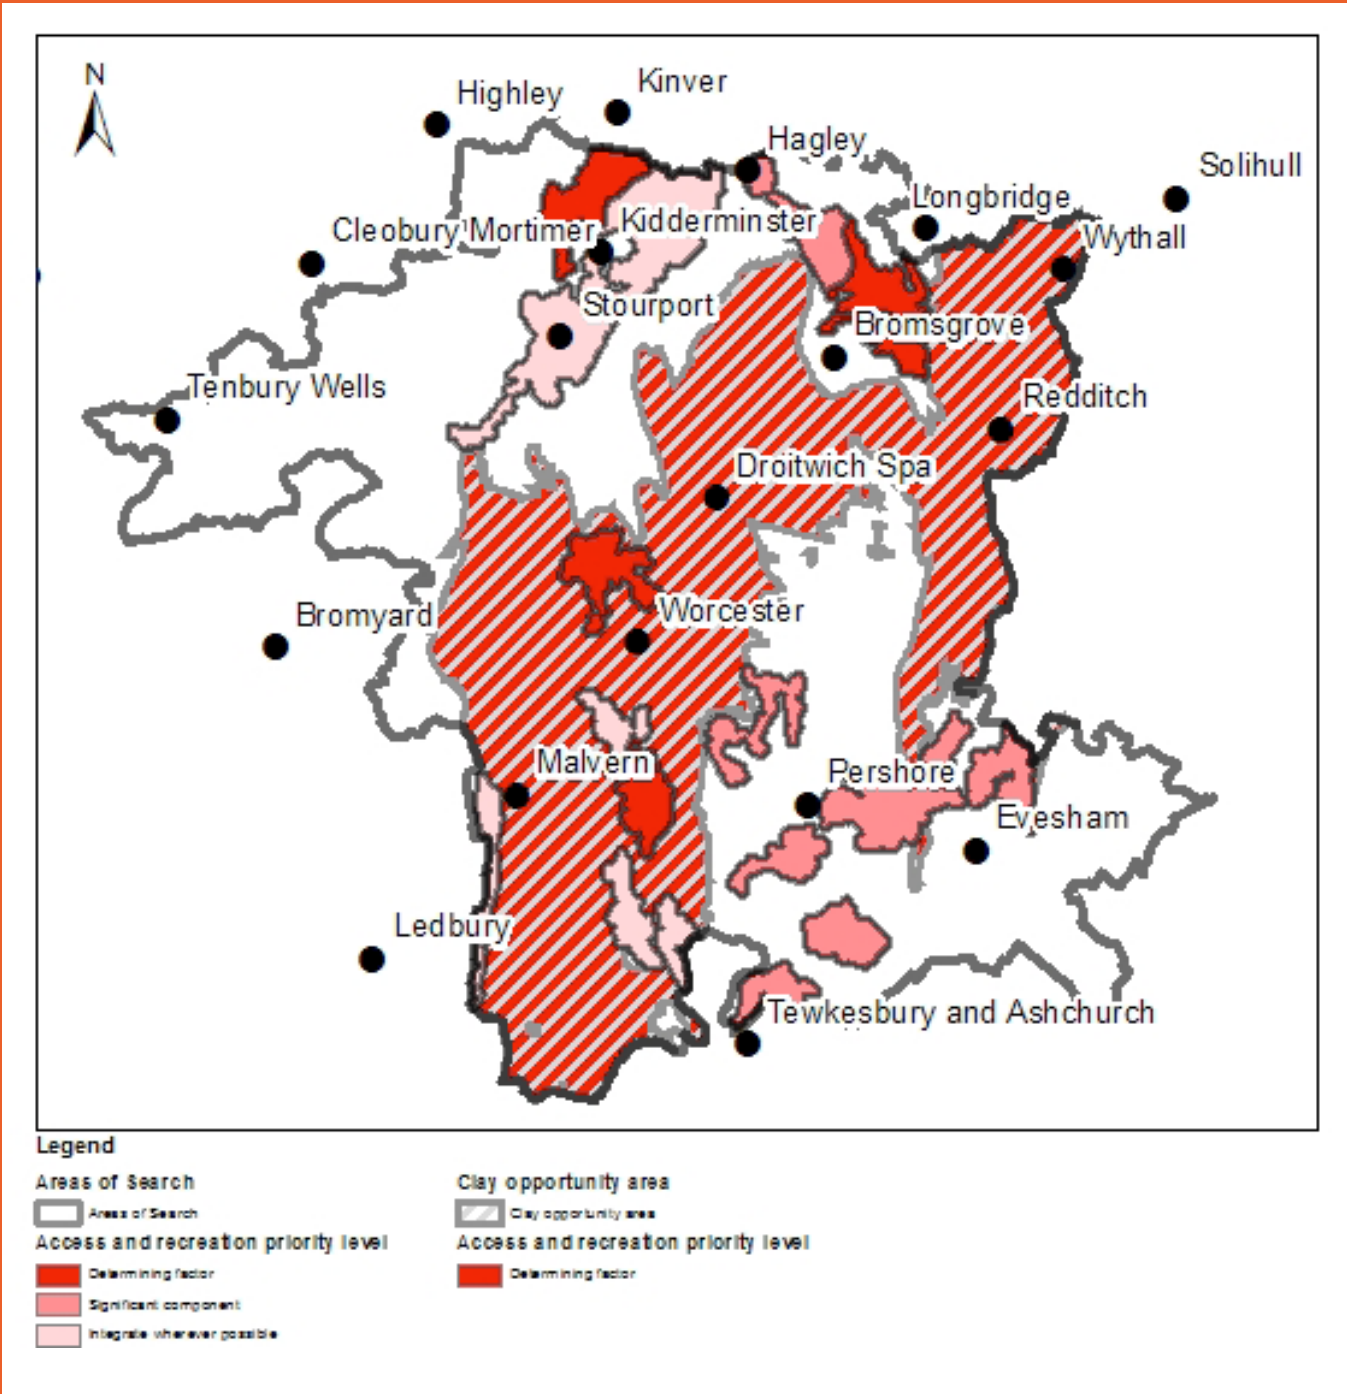 N
Highley
Kinver
Hagley
Solihull
Longbridge
Cleobury Mortimer
Kidderminster
Wythall
Stourport
Bromsgrove
Tenbury Wells
Redditch
Droitwich Spa
Bromyard
Worcester
Malvern
Pershore
Evesham
Ledbury
Tewkesbury and Ashchurch
Legend
Areas of Search
Areas of Search
Access and recreation priority level
Determining factor
Significant component
Integrate wherever possible
Clay opportunity area
Clay opportunity area
Access and recreation priority level
Determining factor